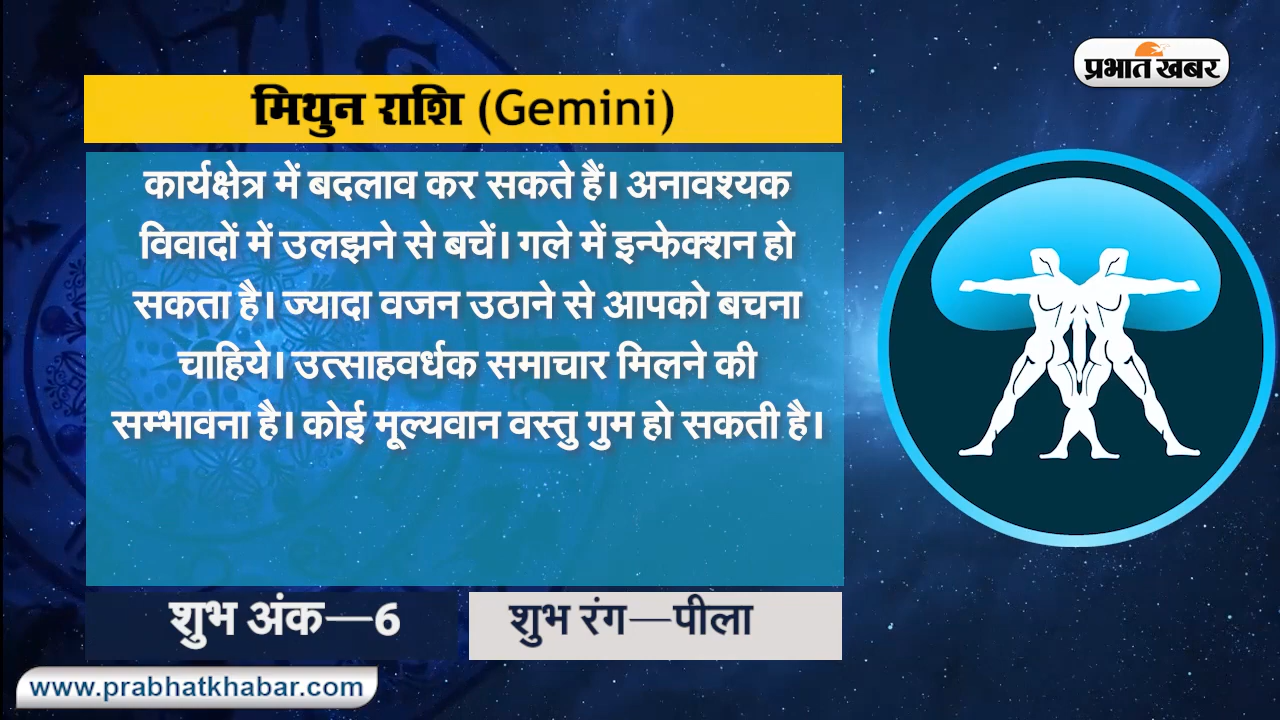 प्रभात खबर
मिथुन राशि (Gemini)
कार्यक्षेत्र में बदलाव कर सकते हैं। अनावश्यक
विवादों में उलझने से बचें। गले में इन्फेक्शन हो
सकता है। ज्यादा वजन उठाने से आपको बचना
चाहिये। उत्साहवर्धक समाचार मिलने की
सम्भावना है। कोई मूल्यवान वस्तु गुम हो सकती है।
शुभ अंक—6
शुभ रंग—पीला
www.prabhatkhabar.com